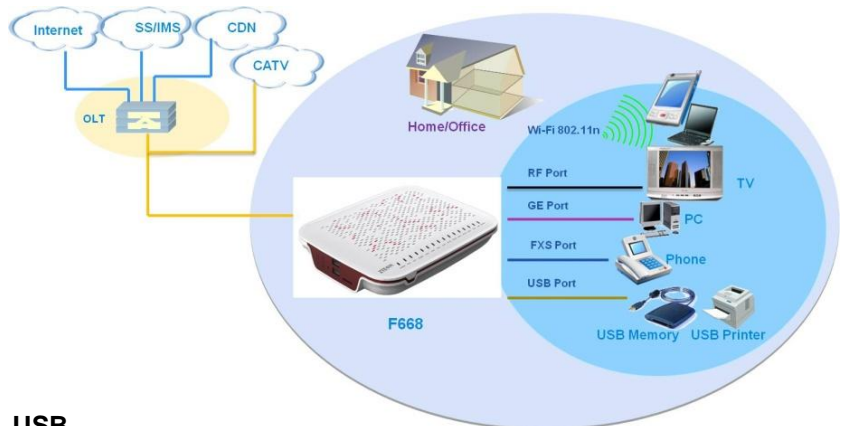 Internet
SS/IMS
CDN
CATV
OLT
Home/Office
Wi-Fi 802.11n
RF Port
TV
GE Port
PC
FXS Port
Phone
USB Port
F668
USB Memory
USB Printer
USB